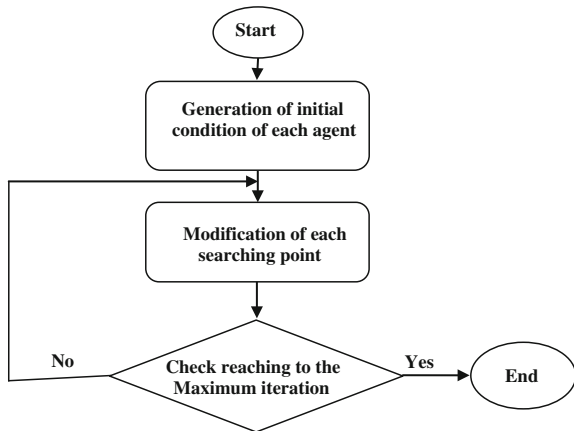 Start
Generation of initial
condition of each agent
Modification of each
searching point
No
Check reaching to the
Maximum iteration
Yes
End